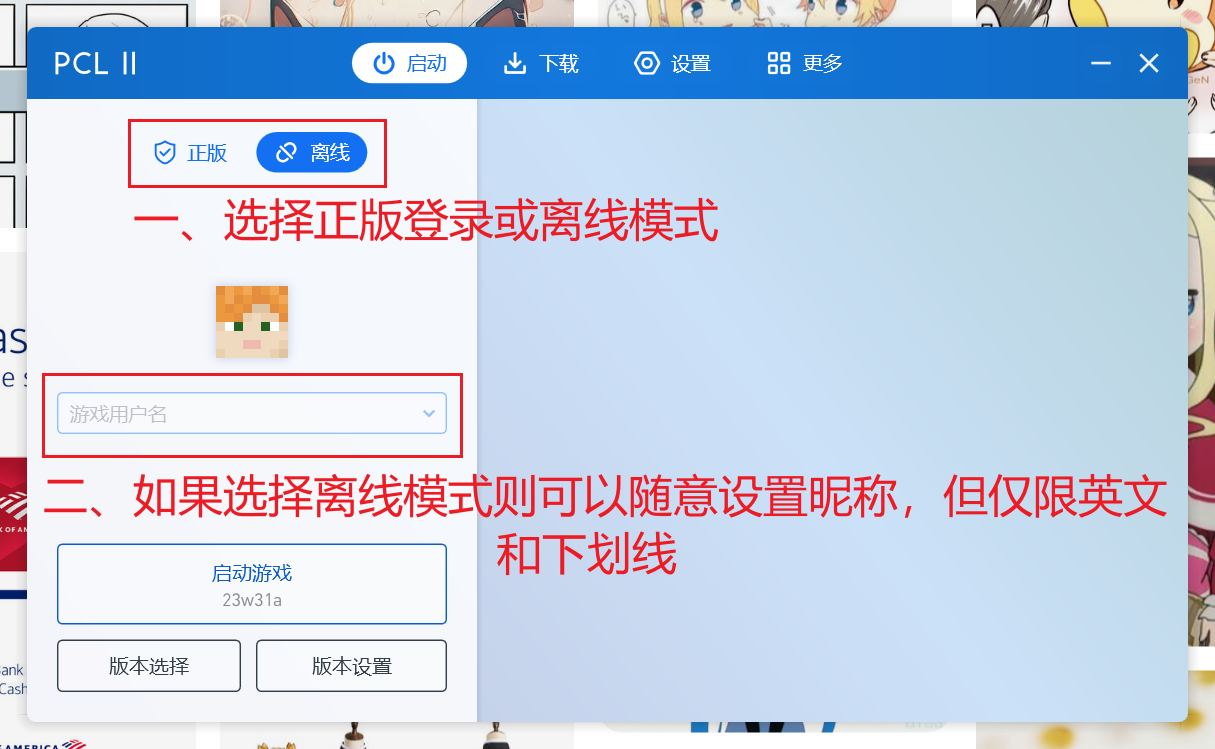 PCL II
启动
下载
设置
更多
正版
离线
一、选择正版登录或离线模式
游戏用户名
二、如果选择离线模式则可以随意设置昵称，但仅限英文
和下划线
启动游戏
23w31a
版本选择
版本设置
as
e s
K OF AM
Bank
Cash
AMERICA